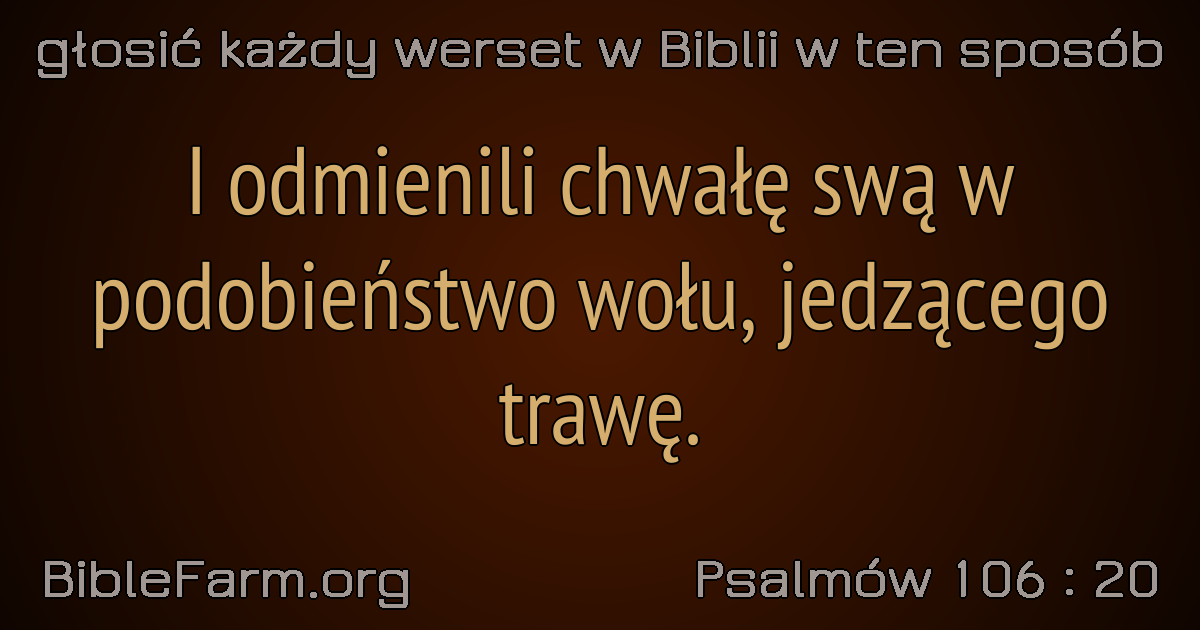 głosić każdy werset w Biblii w ten sposób
I odmienili chwałę swą w
podobieństwo wołu, jedzącego
trawę.
BibleFarm.org
Psalmów 106 : 20